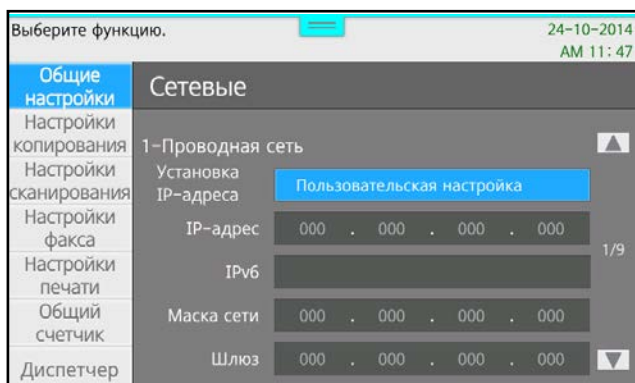 Выберите функцию.
24-10-2014
AM 11:47
Общие
настройки
Настройки
копирования
Настройки
сканирования
Настройки
факса
Настройки
печати
Общий
счетчик
Диспетчер
Сетевые
1-Проводная сеть
Установка
IP-адреса
Пользовательская настройка
IP-адрес 000 . 000 . 000 . 000
IPv6
Маска сети 000 . 000 . 000 . 000
Шлюз 000 . 000 . 000 . 000
1/9